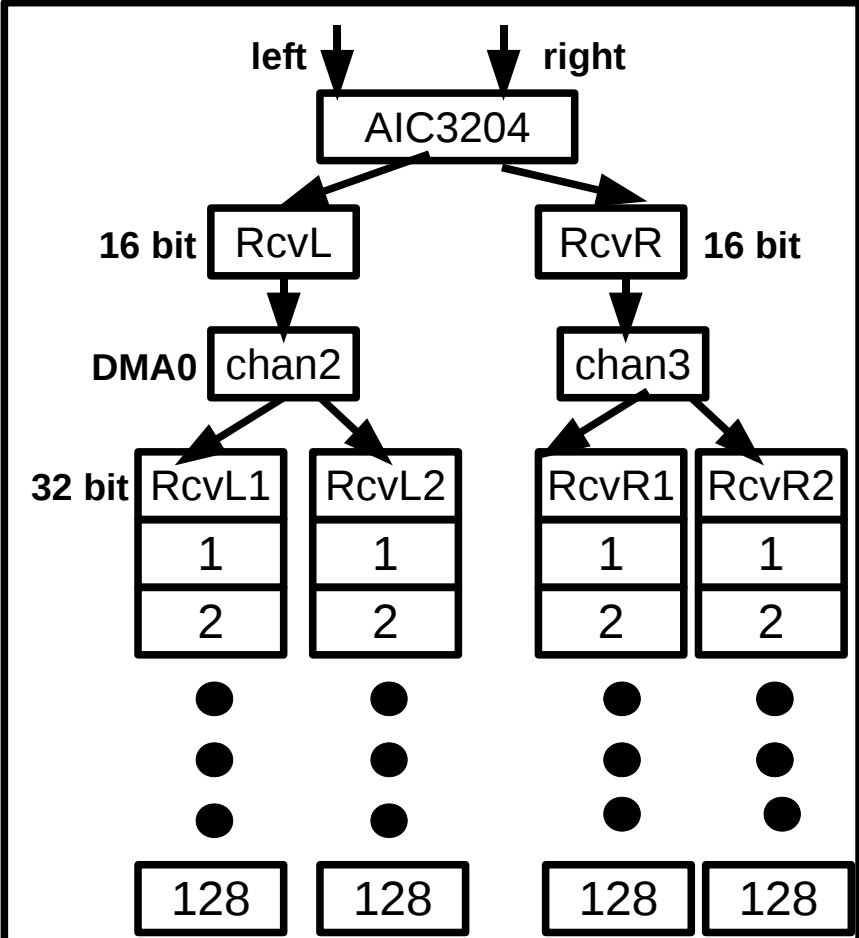 left right
AIC3204
16 bit RcvL RcvR 16 bit
DMA0 chan2 chan3
32 bit RcvL1 RcvL2 RcvR1 RcvR2
1 1 1 1
2 2 2 2
128 128 128 128